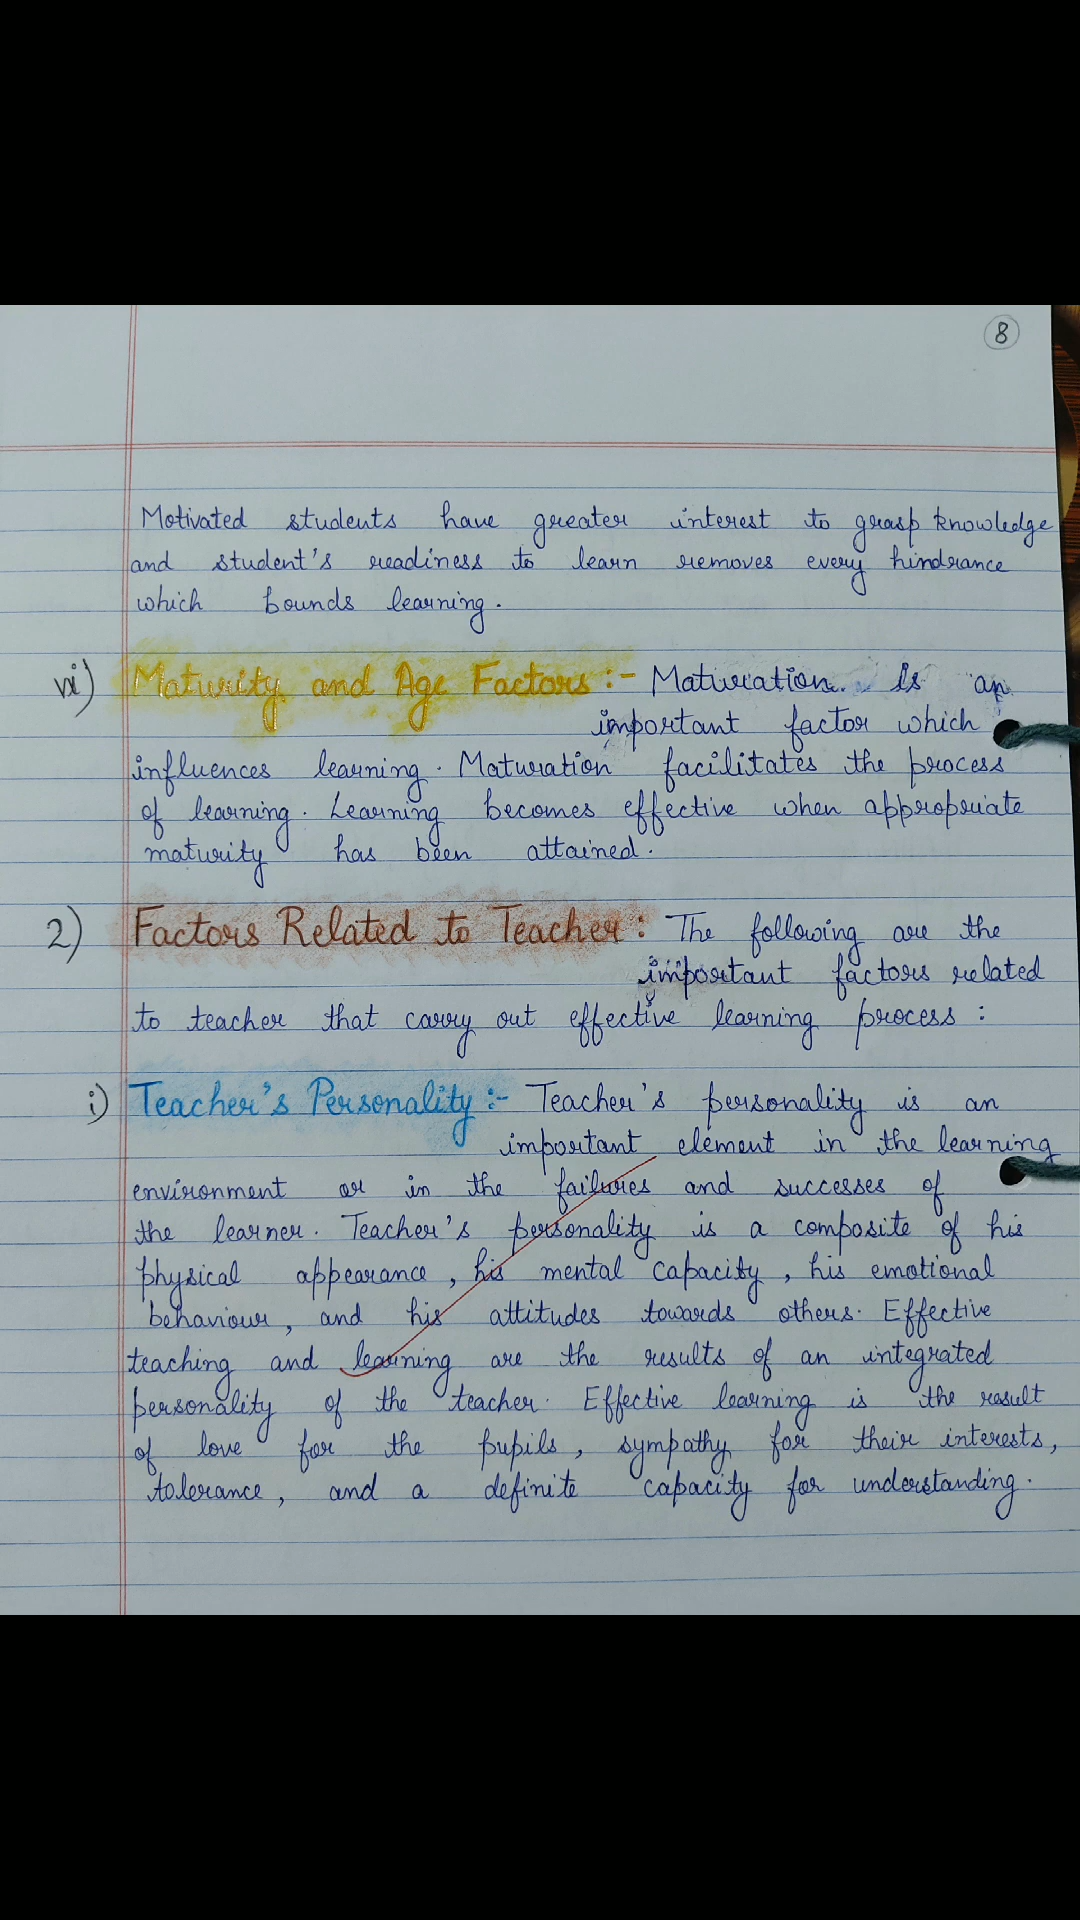 8
Motivated students have greater interest to grasp knowledge
and student's readiness to learn removes every hindrance
which bounds learning.
vi) Maturity and Age Factors :- Maturation is an
important factor which
influences learning. Maturation facilitates the process
of learning. Learning becomes effective when appropriate
maturity has been attained.
2) Factors Related to Teacher : The following are the
important factors related
to teacher that carry out effective learning process :
i) Teacher's Personality :- Teacher's personality is an
important element in the learning
environment or in the failures and successes of
the learner. Teacher's personality is a composite of his
physical appearance, his mental capacity, his emotional
behaviour, and his attitudes towards others. Effective
teaching and learning are the results of an integrated
personality of the teacher. Effective learning is the result
of love for the pupils, sympathy for their interests,
tolerance, and a definite capacity for understanding.